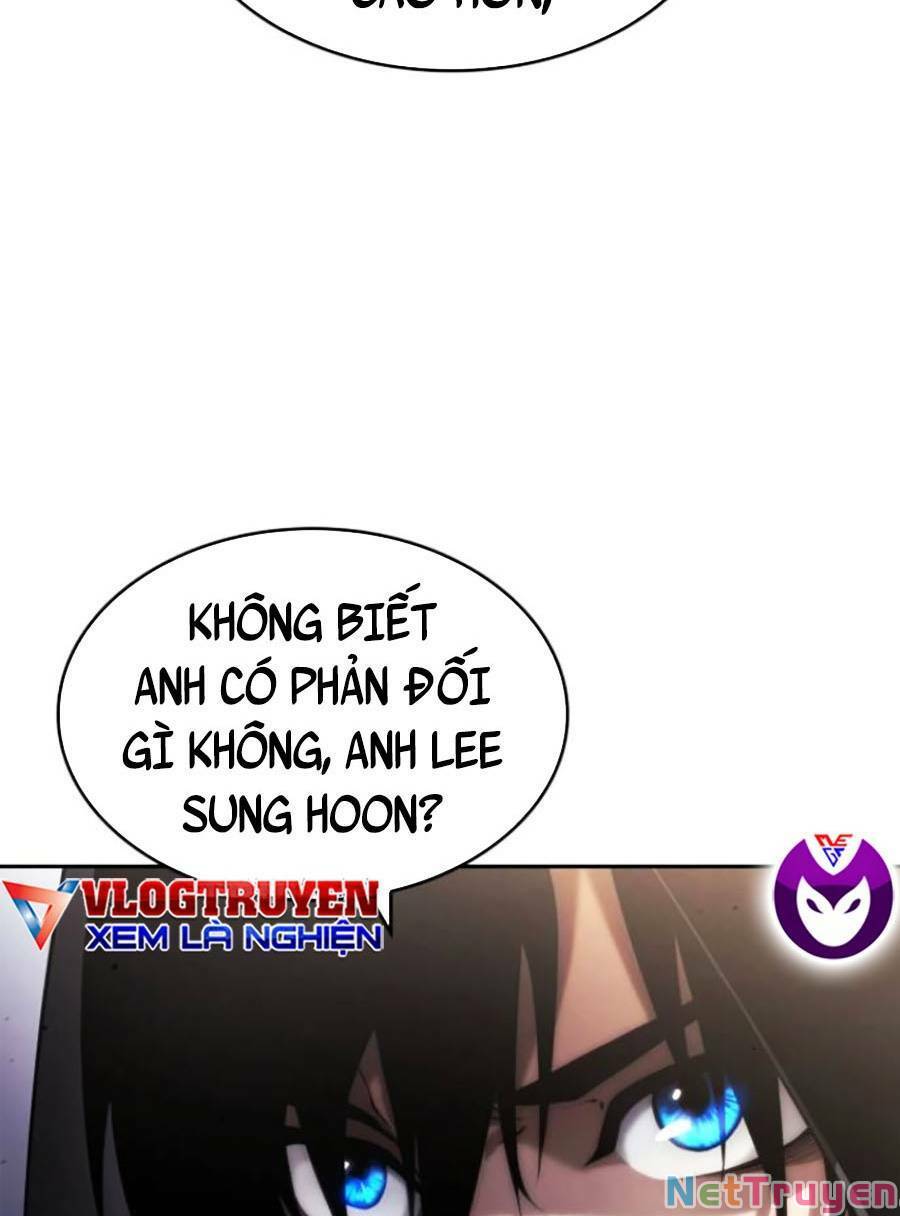 KHÔNG BIẾT
ANH CÓ PHẢN ĐỐI
GÌ KHÔNG, ANH LEE
SUNG HOON?
VLOGTRUYEN
XEM LÀ NGHIỆN
NetTruyen